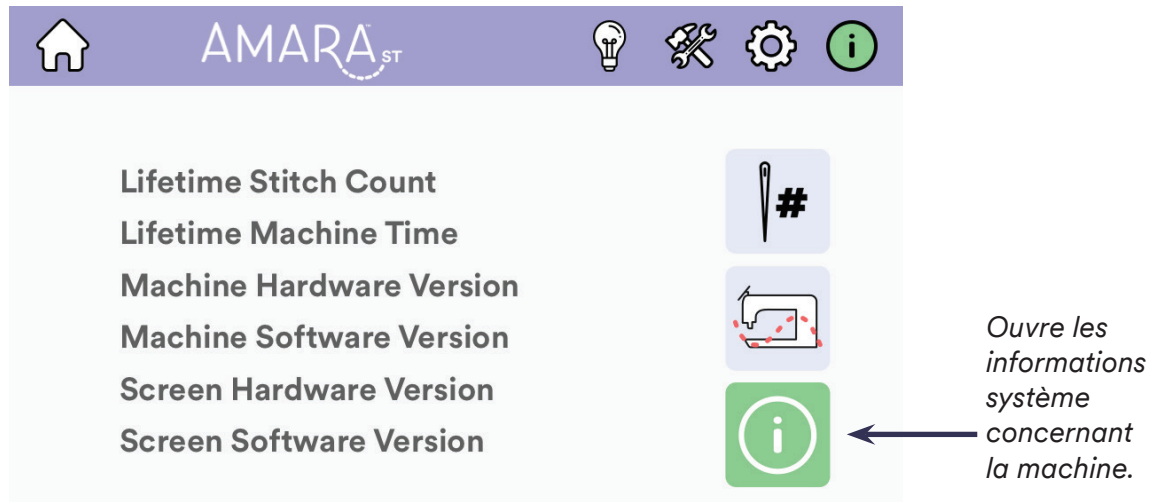 AMARA™ ST
Lifetime Stitch Count
Lifetime Machine Time
Machine Hardware Version
Machine Software Version
Screen Hardware Version
Screen Software Version
#
i
i
Ouvre les
informations
système
concernant
la machine.